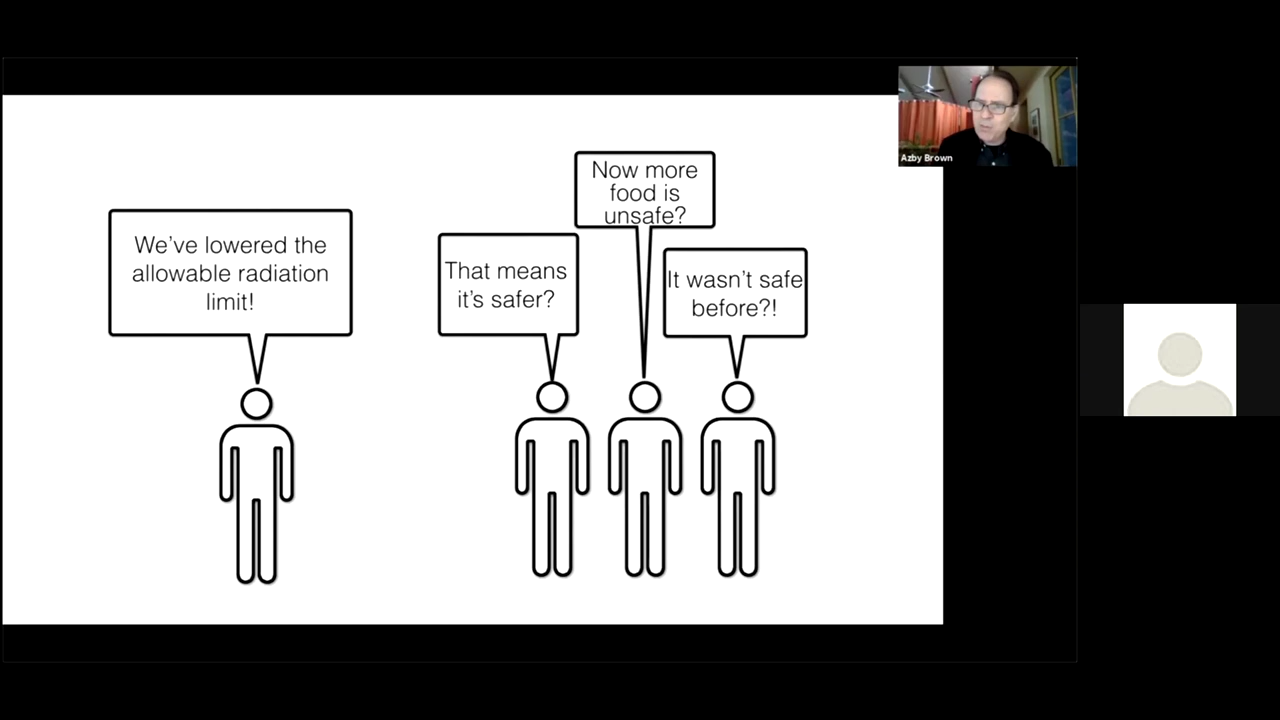 We've lowered the
allowable radiation
limit!
That means
it's safer?
Now more
food is
unsafe?
It wasn't safe
before?!
Azby Brown